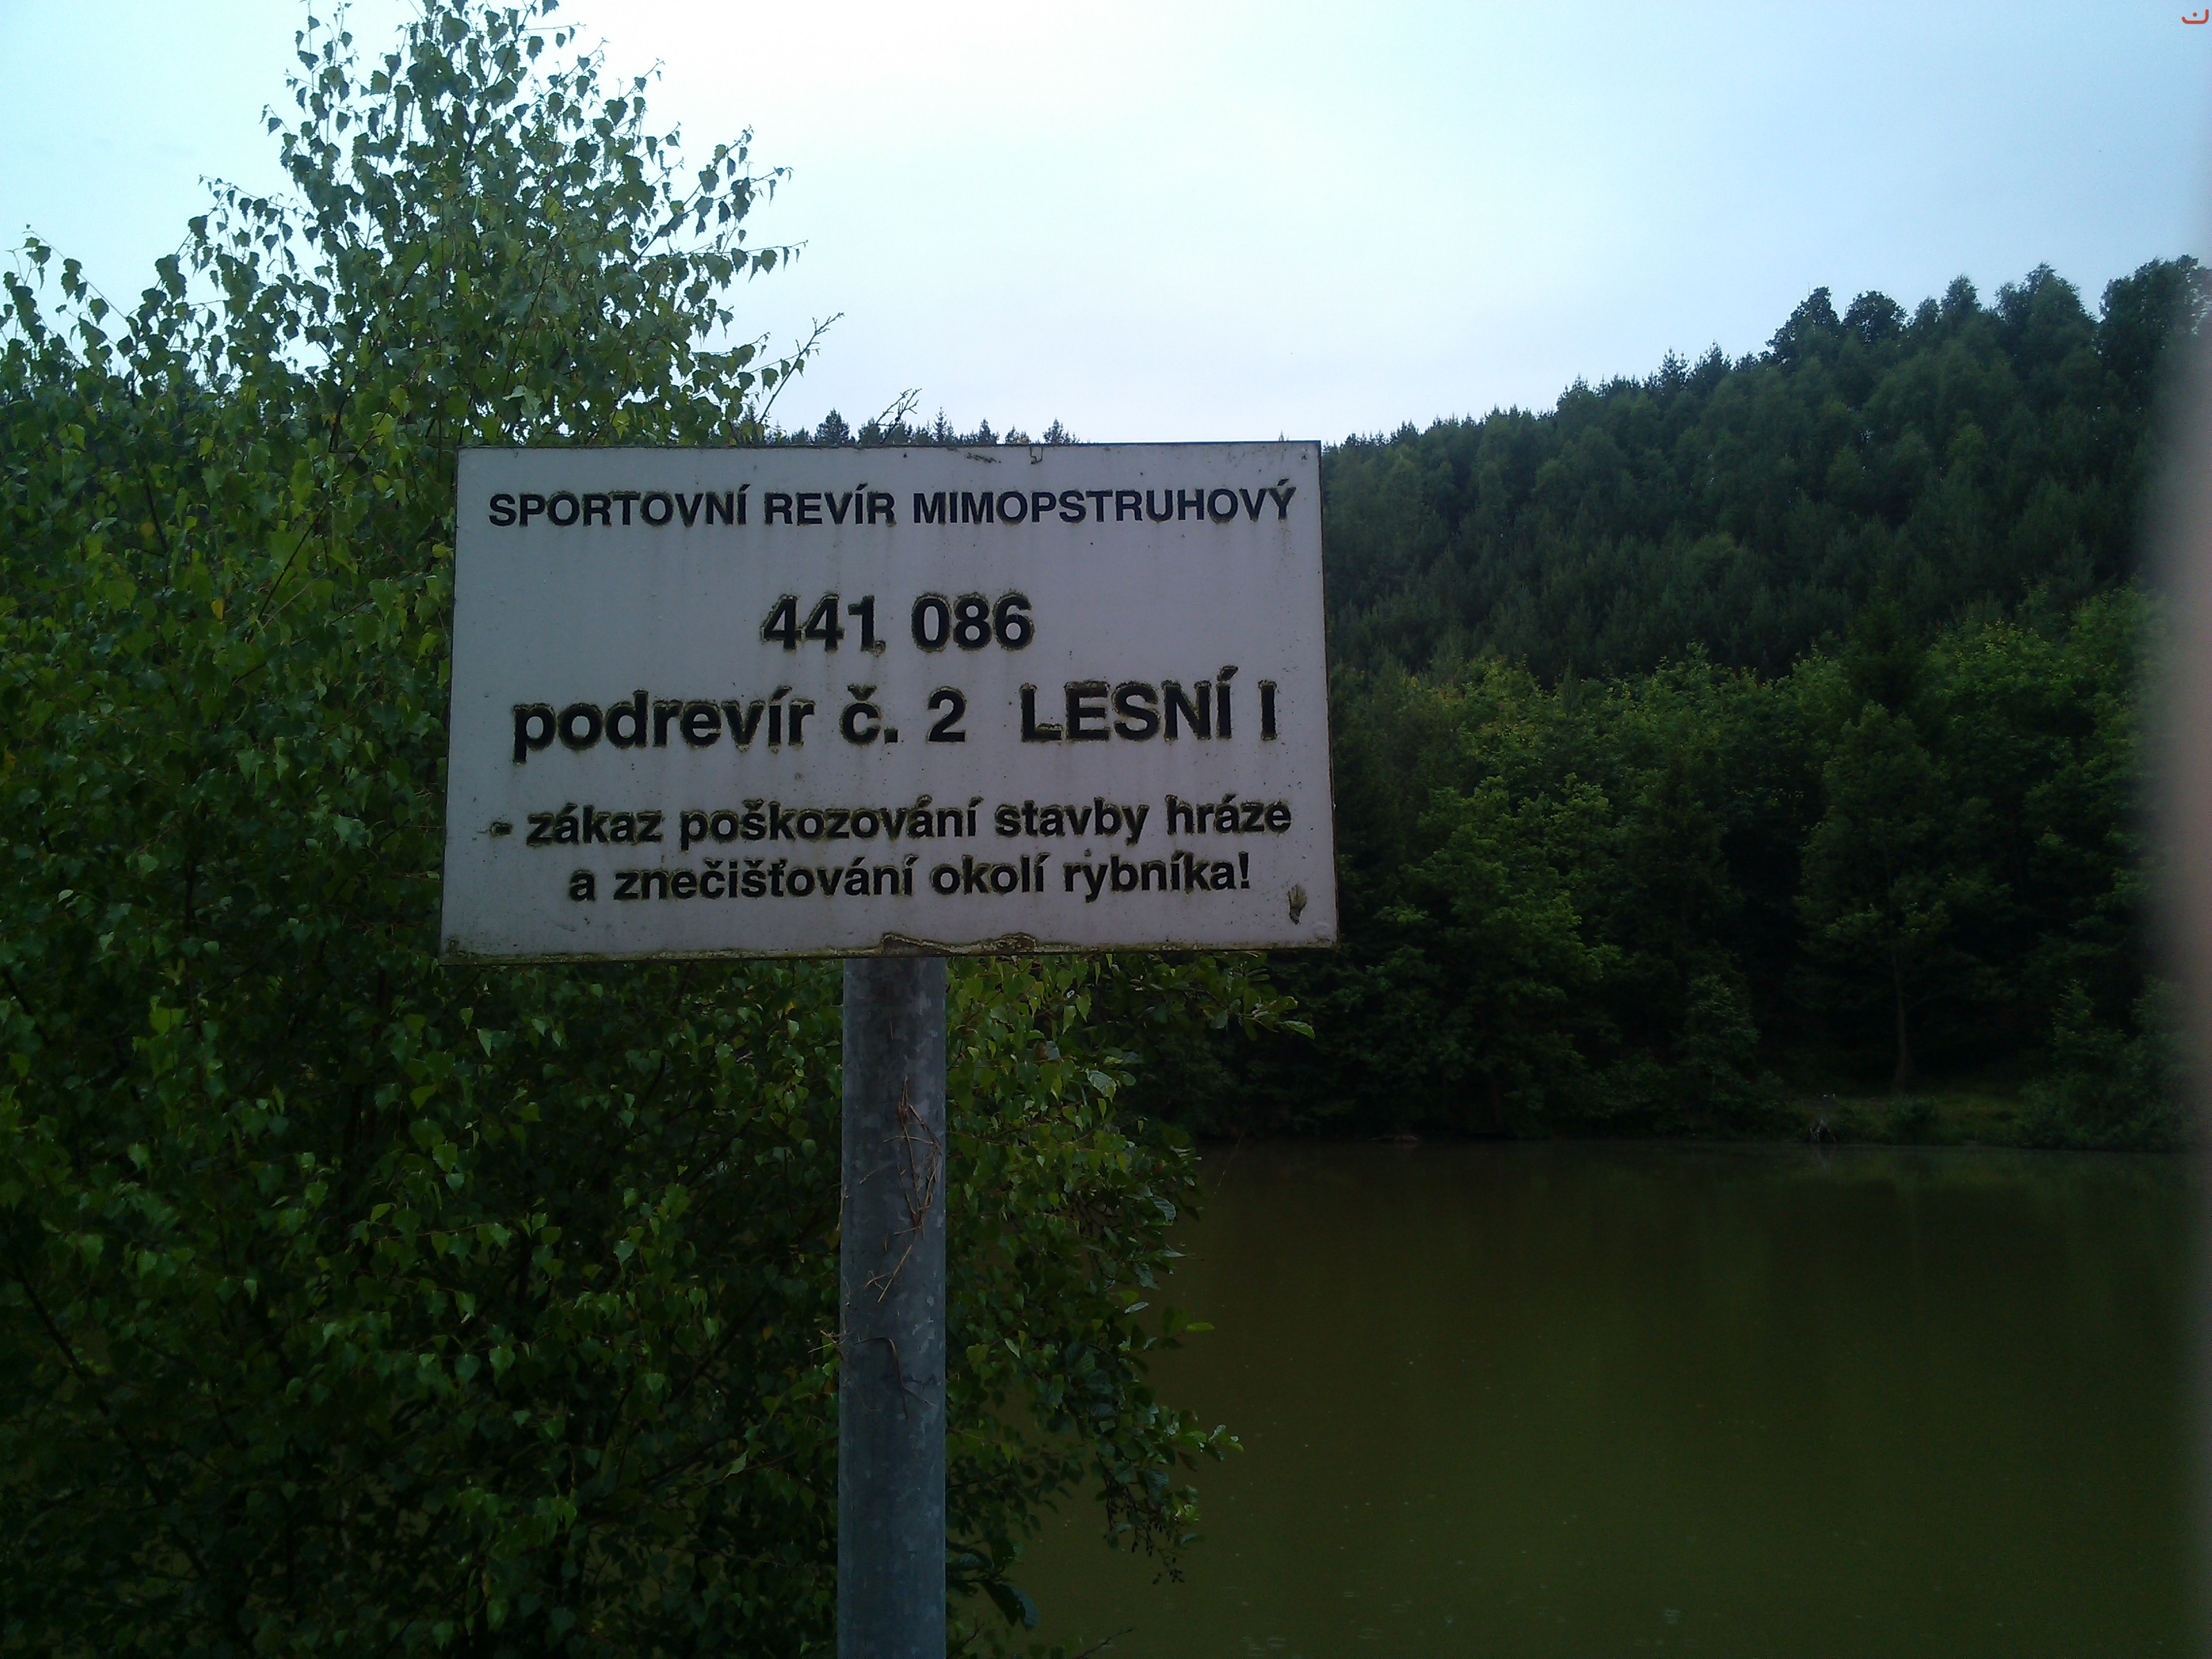 SPORTOVNÍ REVÍR MIMOPSTRUHOVÝ
441 086
podrevír č. 2 LESNÍ I
- zákaz poškozování stavby hráze
a znečišťování okolí rybníka!